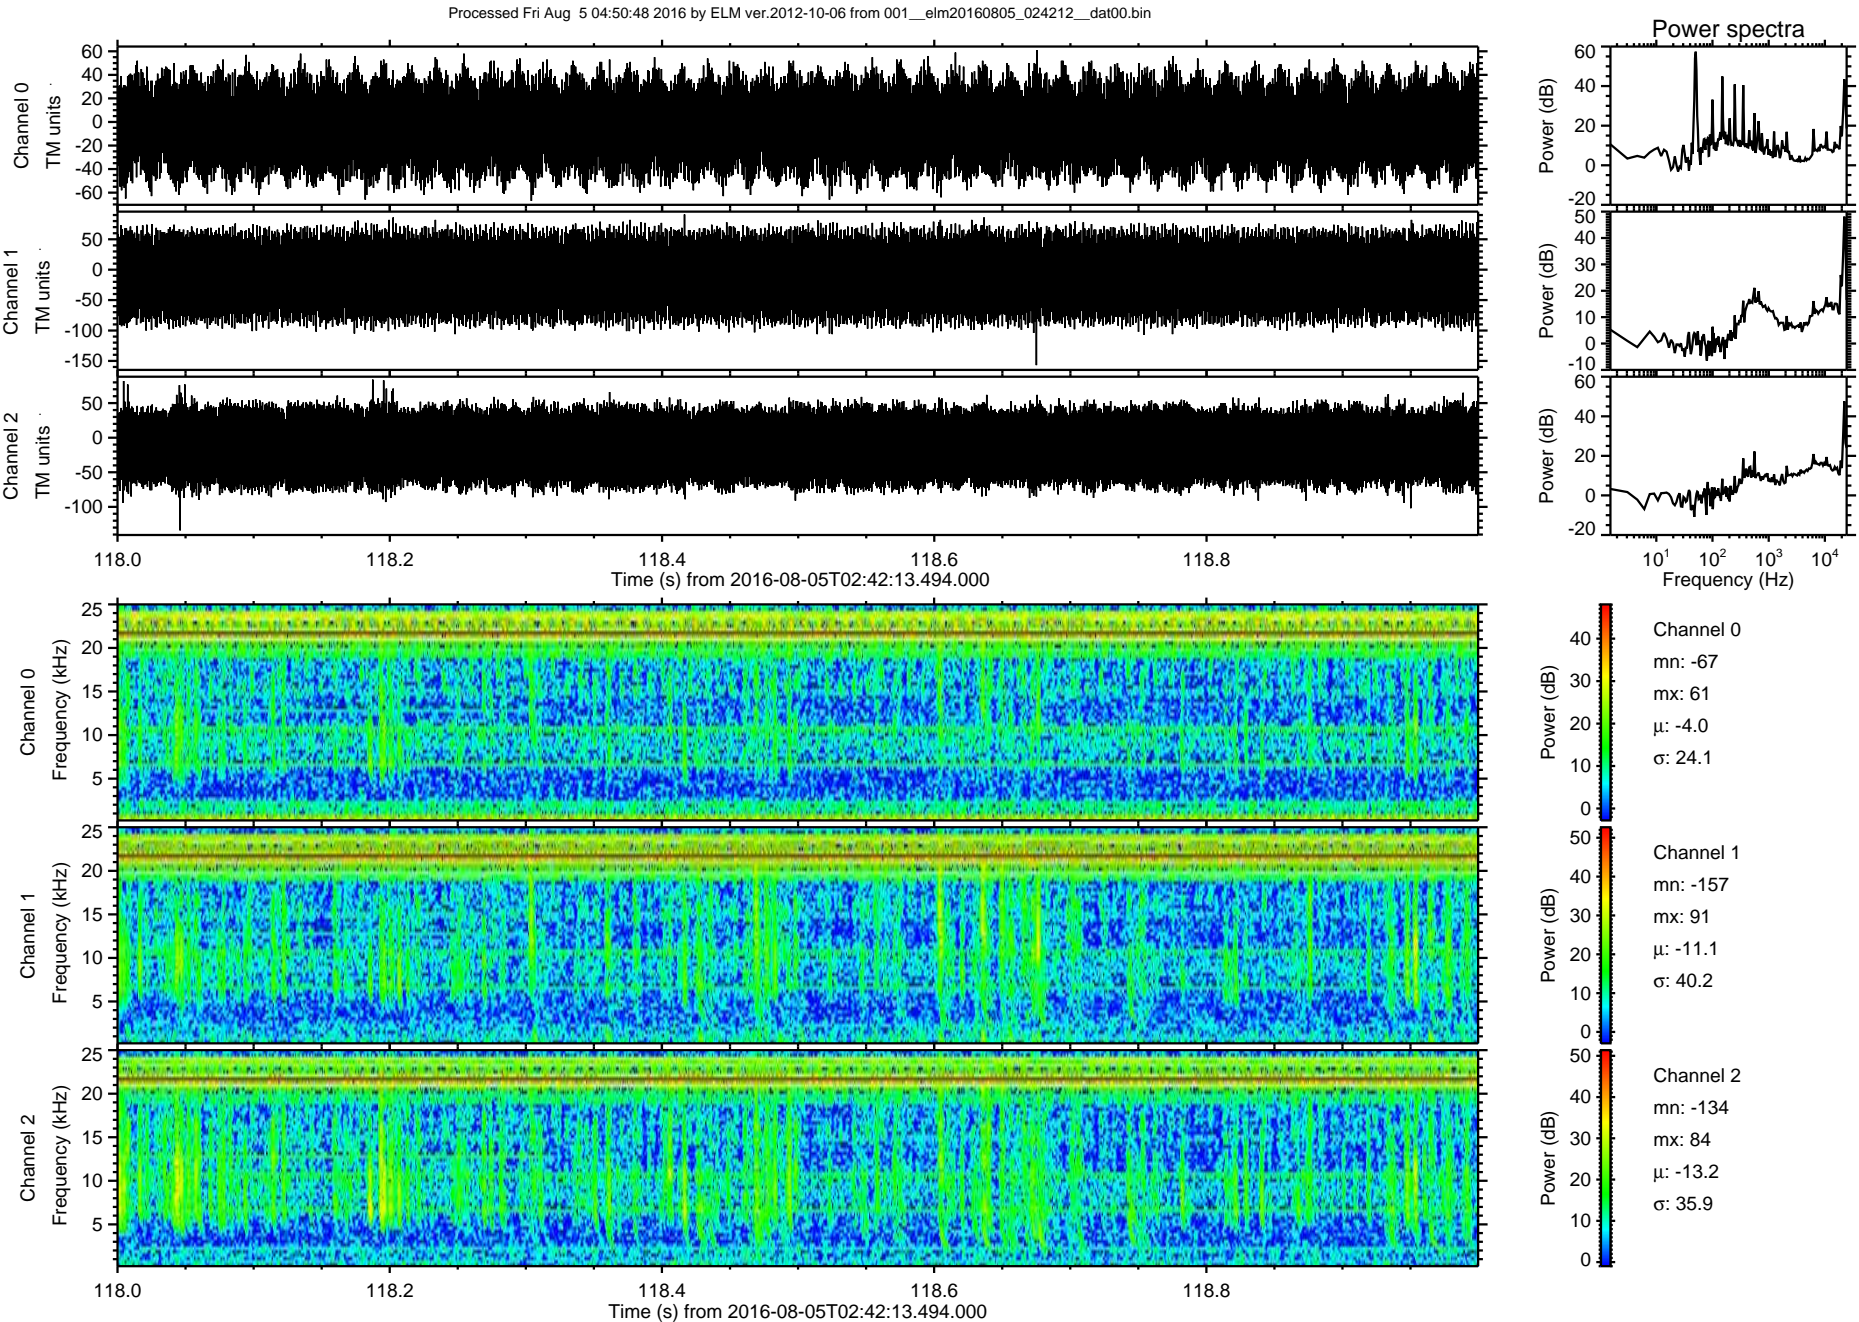 Processed Fri Aug  5 04:50:48 2016 by ELM ver.2012-10-06 from 001__elm20160805_024212__dat00.bin
Power spectra
Channel 0
TM units
60
40
20
0
-20
-40
-60
Power (dB)
60
40
20
0
-20
Channel 1
TM units
50
0
-50
-100
-150
Power (dB)
50
40
30
20
10
0
-10
Channel 2
TM units
50
0
-50
-100
Power (dB)
60
40
20
0
-20
118.0
118.2
118.4
118.6
118.8
Time (s) from 2016-08-05T02:42:13.494.000
10¹
10²
10³
10⁴
Frequency (Hz)
Channel 0
Frequency (kHz)
25
20
15
10
5
Power (dB)
40
30
20
10
0
Channel 0
mn: -67
mx: 61
μ: -4.0
σ: 24.1
Channel 1
Frequency (kHz)
25
20
15
10
5
Power (dB)
50
40
30
20
10
0
Channel 1
mn: -157
mx: 91
μ: -11.1
σ: 40.2
Channel 2
Frequency (kHz)
25
20
15
10
5
Power (dB)
50
40
30
20
10
0
Channel 2
mn: -134
mx: 84
μ: -13.2
σ: 35.9
118.0
118.2
118.4
118.6
118.8
Time (s) from 2016-08-05T02:42:13.494.000